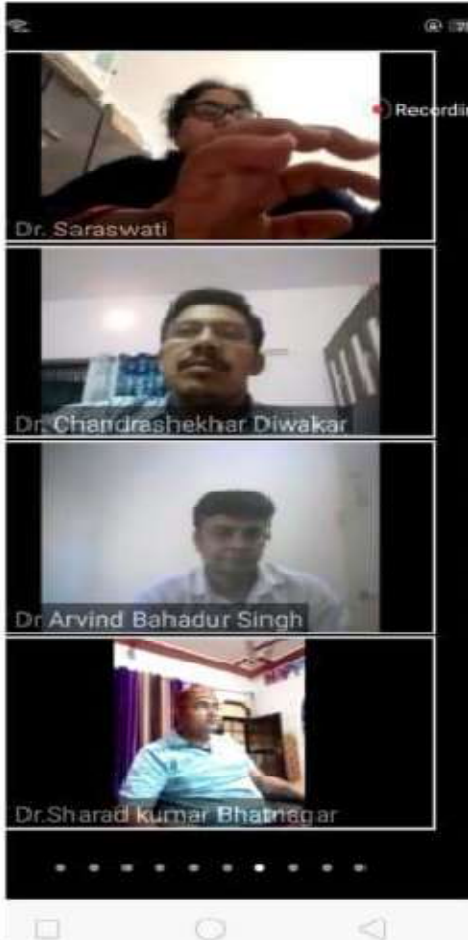 Recordin
Dr. Saraswati
Dr. Chandrashekhar Diwakar
Dr Arvind Bahadur Singh
Dr.Sharad kumar Bhatnagar